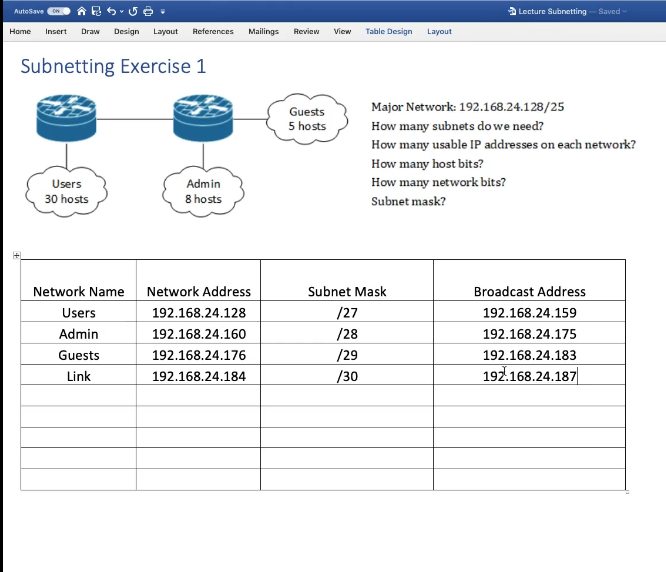 AutoSave ON
Lecture Subnetting — Saved
Home Insert Draw Design Layout References Mailings Review View Table Design Layout
Subnetting Exercise 1
Guests
5 hosts
Users
30 hosts
Admin
8 hosts
Major Network: 192.168.24.128/25
How many subnets do we need?
How many usable IP addresses on each network?
How many host bits?
How many network bits?
Subnet mask?
Network Name Network Address Subnet Mask Broadcast Address
Users 192.168.24.128 /27 192.168.24.159
Admin 192.168.24.160 /28 192.168.24.175
Guests 192.168.24.176 /29 192.168.24.183
Link 192.168.24.184 /30 192.168.24.187